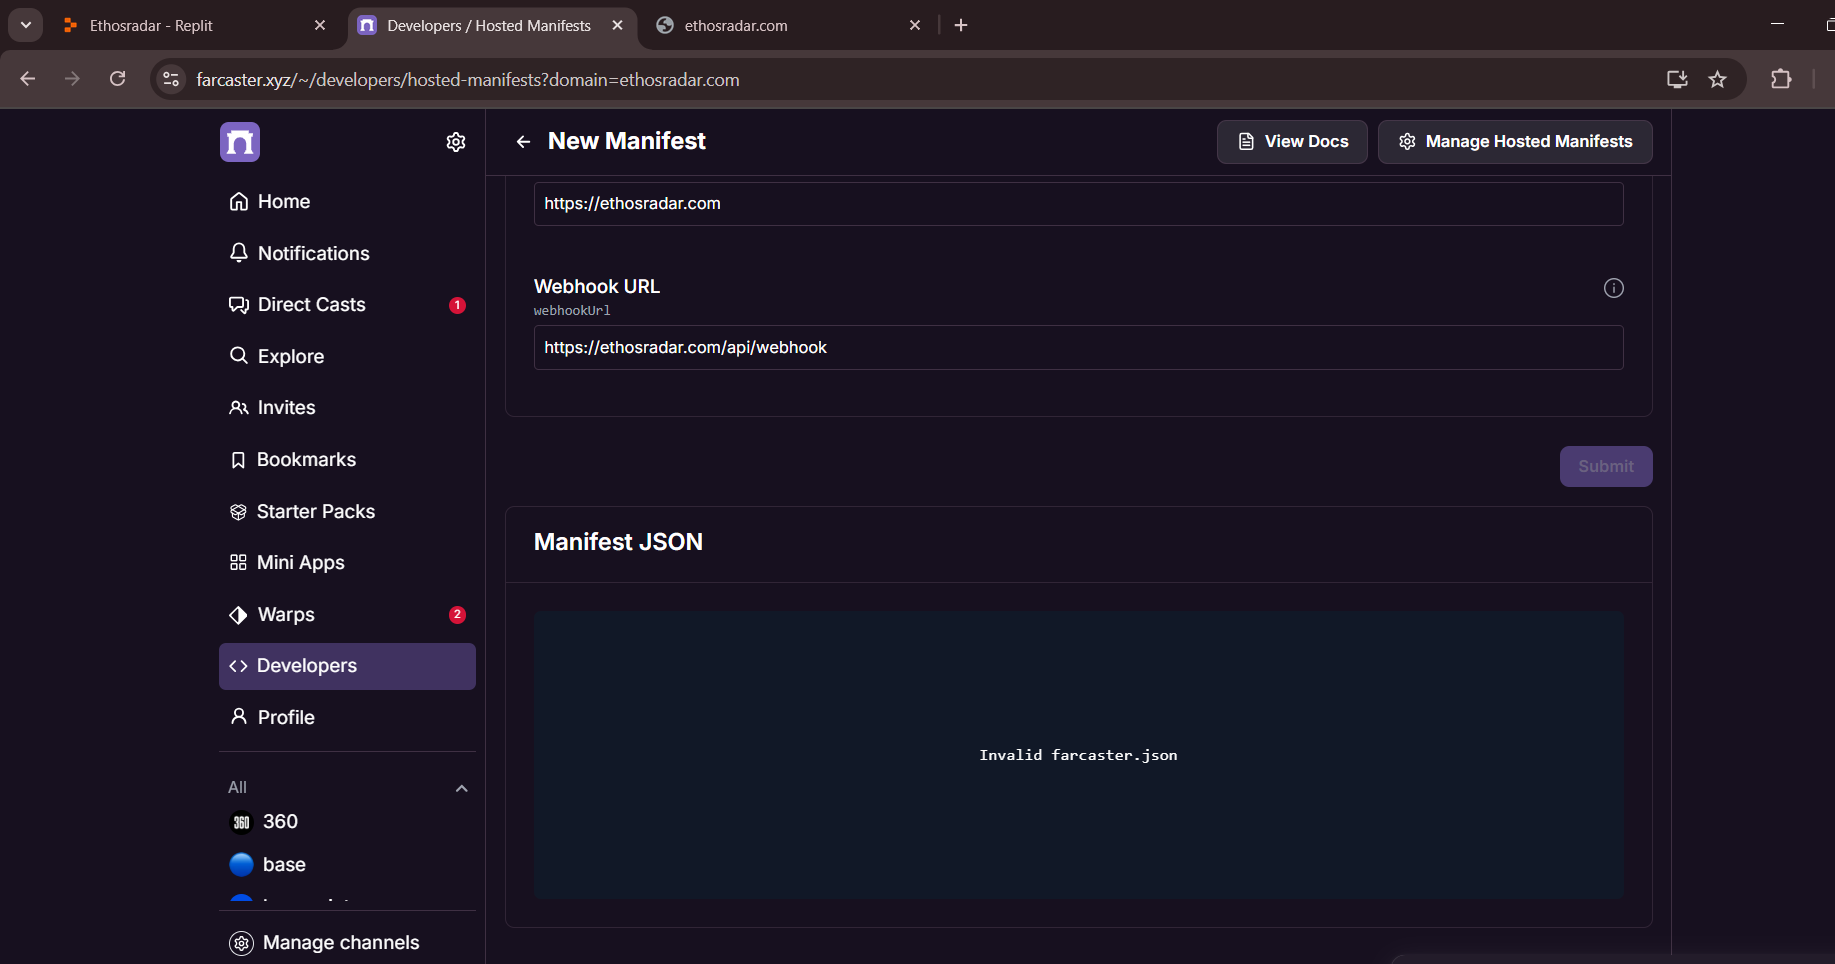 Ethosradar - Replit
Developers / Hosted Manifests
ethosradar.com
farcaster.xyz/~/developers/hosted-manifests?domain=ethosradar.com
New Manifest
View Docs
Manage Hosted Manifests
Home
Notifications
Direct Casts
1
Explore
Invites
Bookmarks
Starter Packs
Mini Apps
Warps
2
Developers
Profile
All
360
360
base
Manage channels
https://ethosradar.com
Webhook URL
webhookUrl
https://ethosradar.com/api/webhook
Submit
Manifest JSON
Invalid farcaster.json